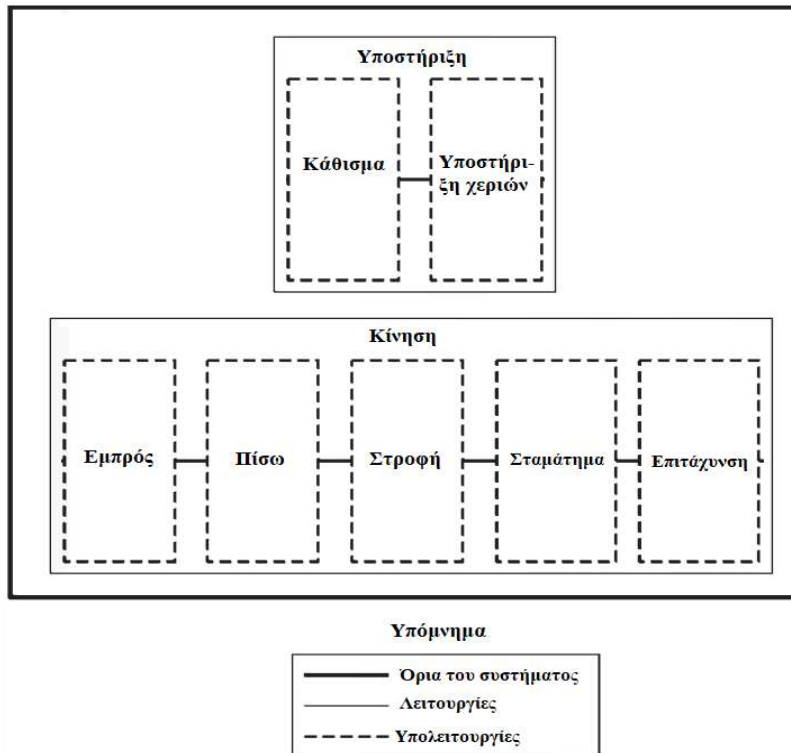 Υποστήριξη
Κάθισμα
Υποστήρι-
ξη χεριών
Κίνηση
Εμπρός
Πίσω
Στροφή
Σταμάτημα
Επιτάχυνση
Υπόμνημα
Όρια του συστήματος
Λειτουργίες
Υπολειτουργίες